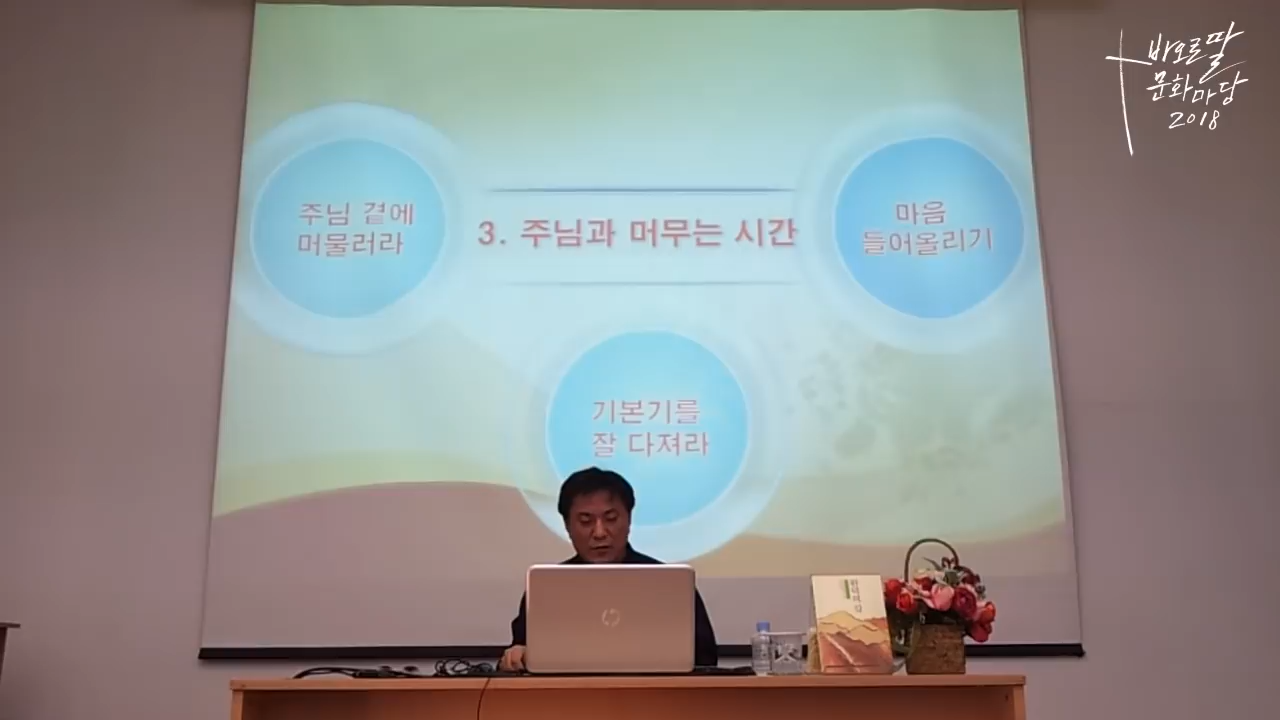 바오로딸
문화마당
2018
주님 곁에
머물러라
3. 주님과 머무는 시간
마음
들어올리기
기본기를
잘 다져라
hp